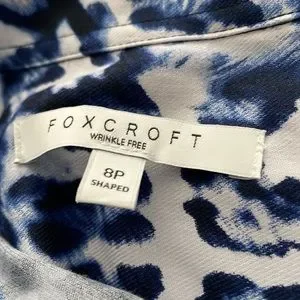 FOXCROFT
WRINKLE FREE
8P
SHAPED